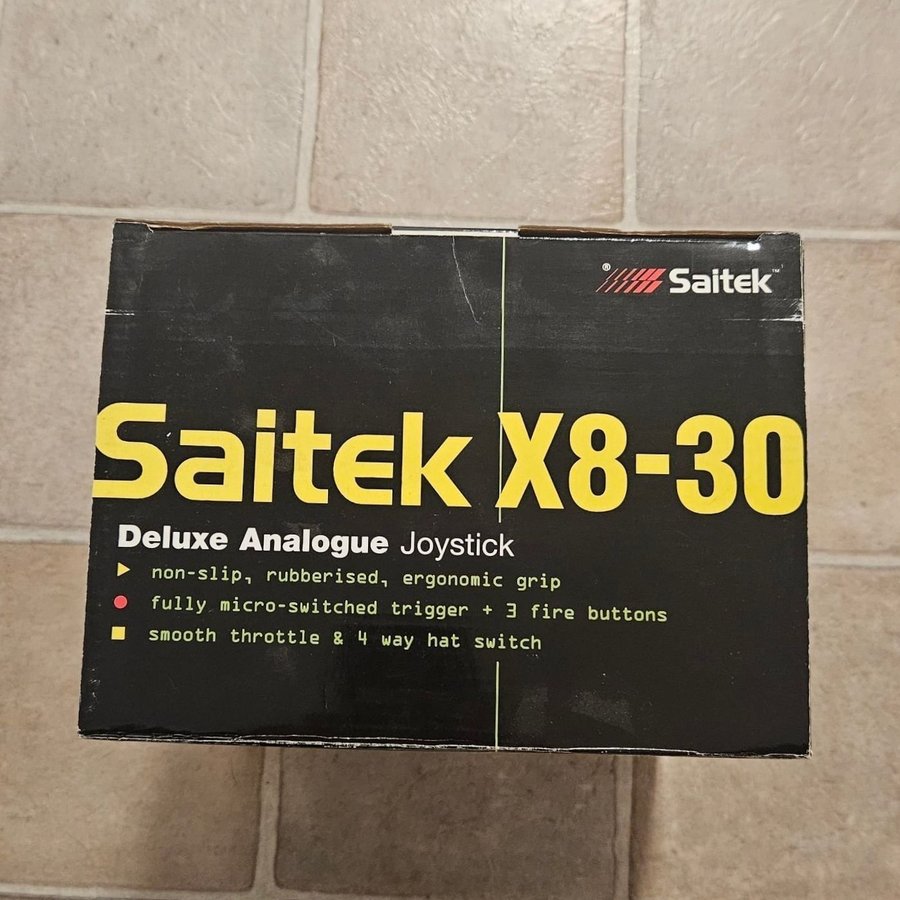 ® Saitek™
Saitek X8-30
Deluxe Analogue Joystick
non-slip, rubberised, ergonomic grip
fully micro-switched trigger + 3 fire buttons
smooth throttle & 4 way hat switch